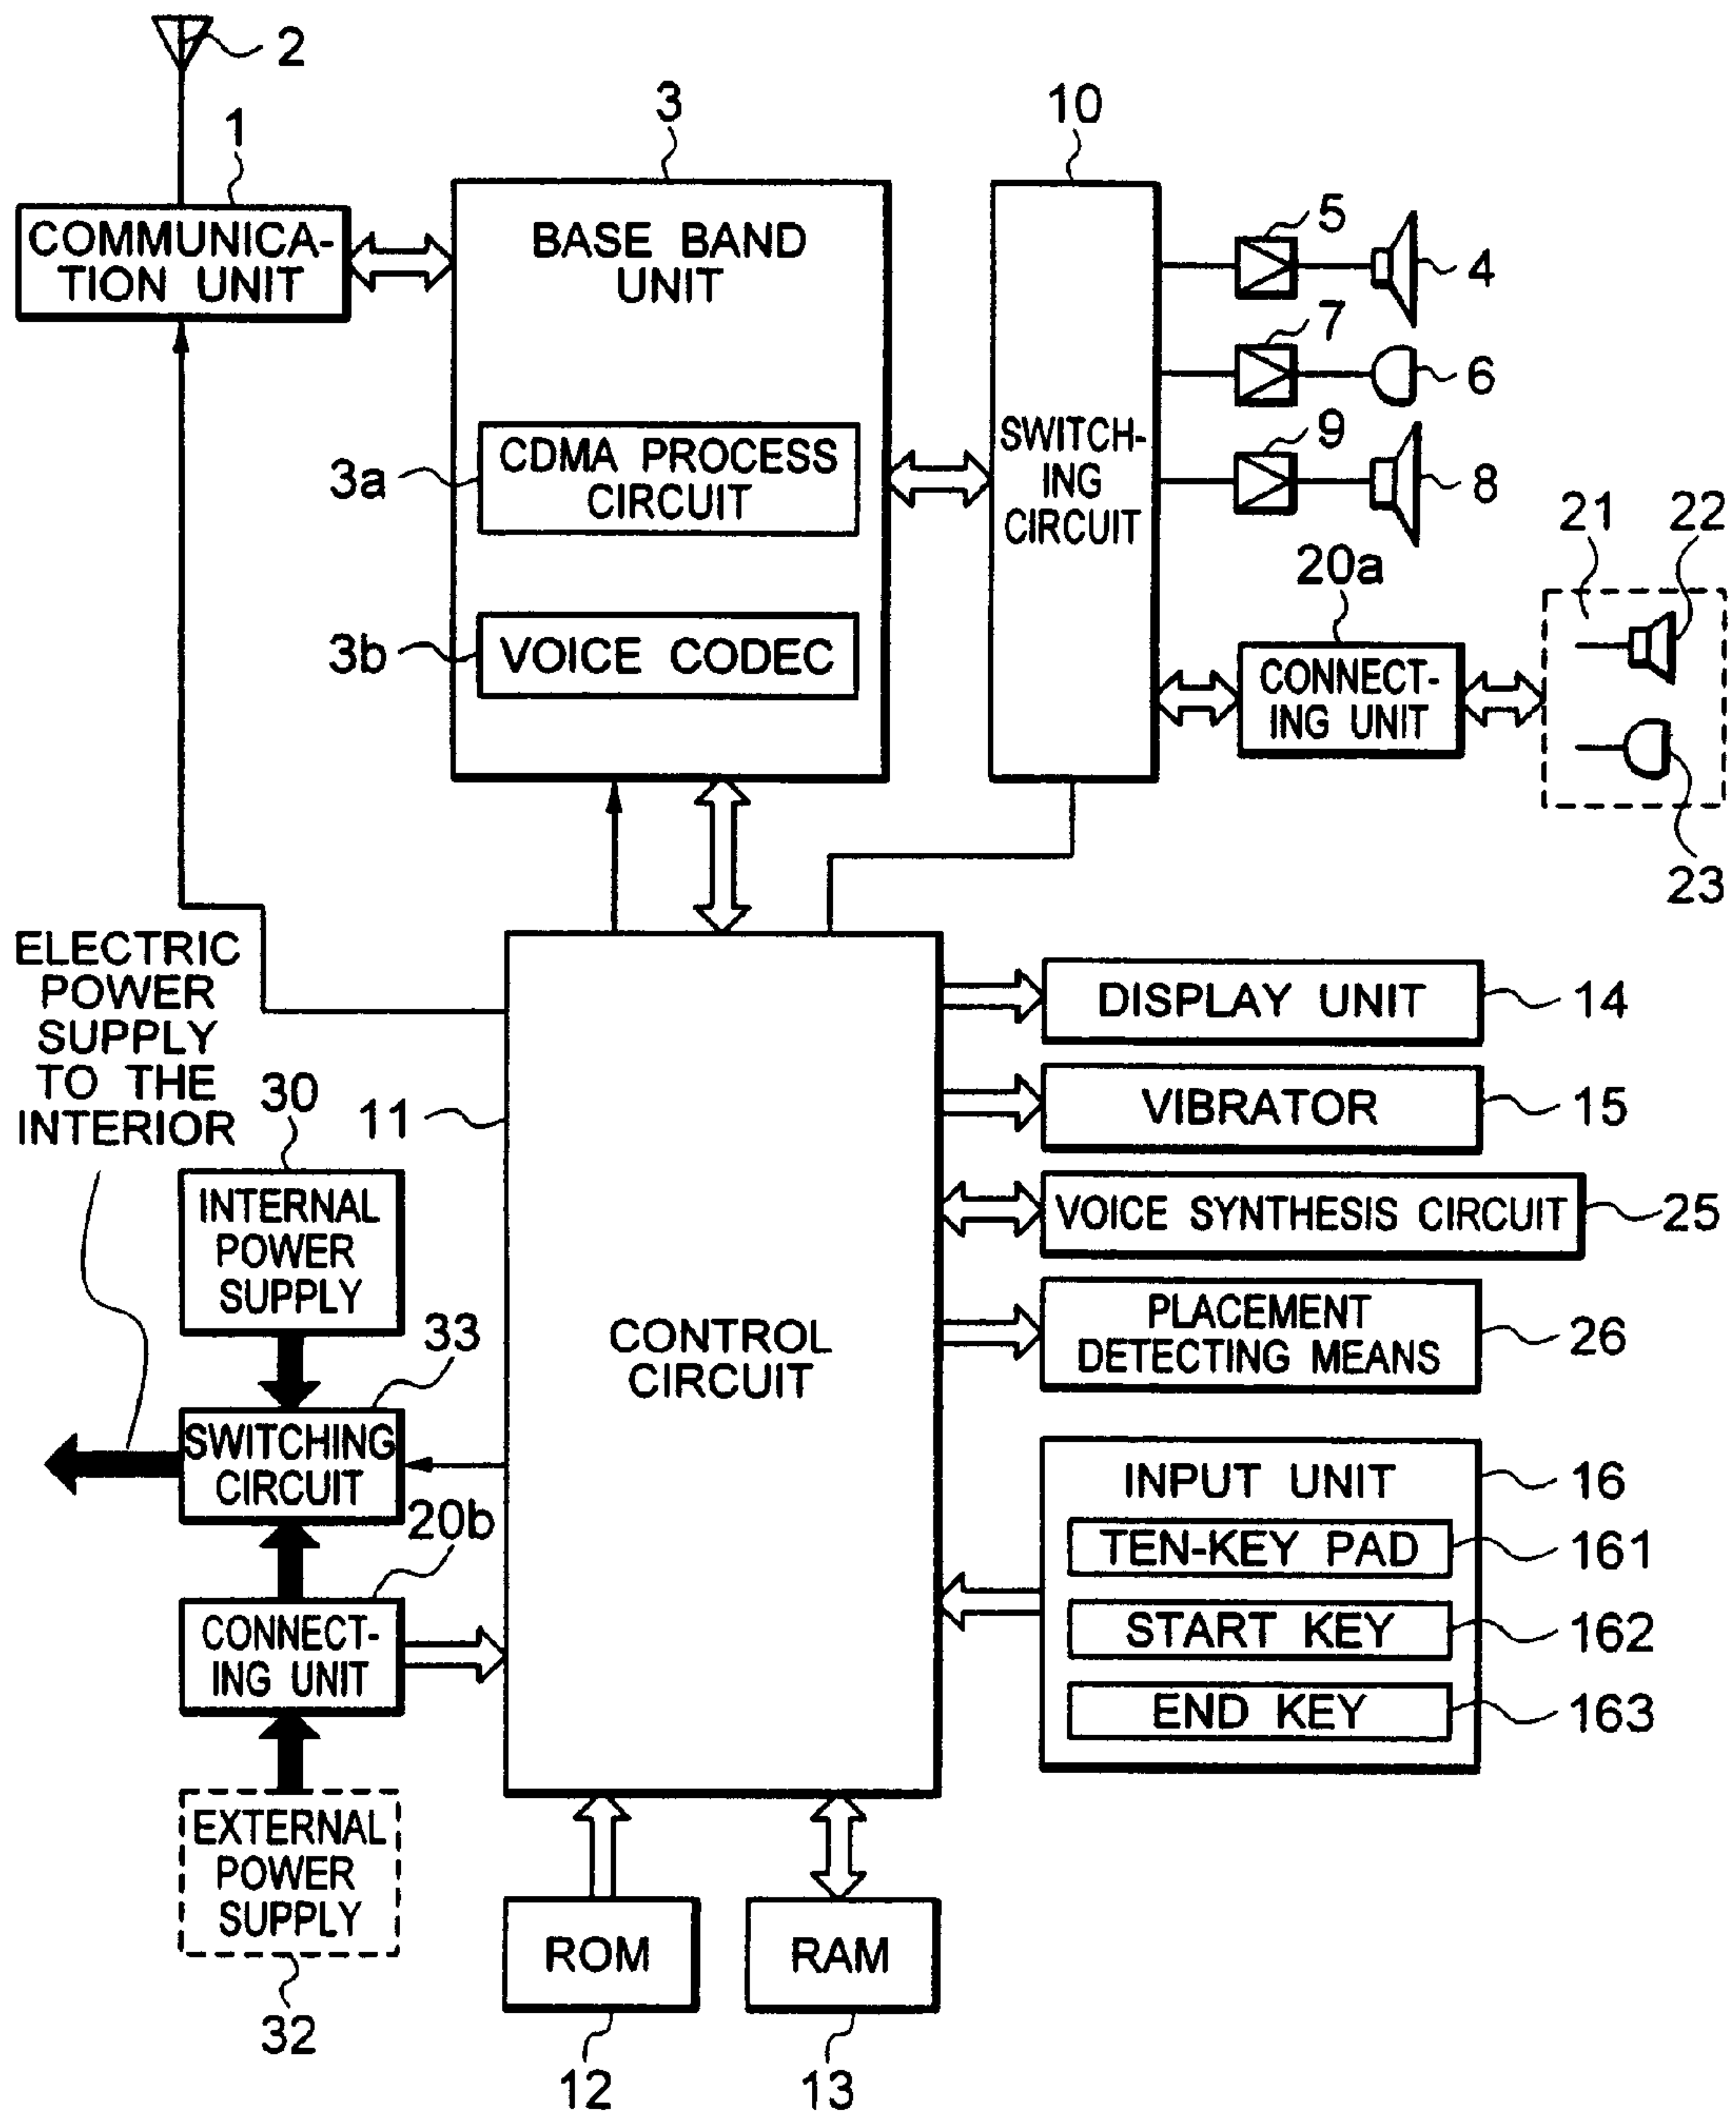 2
1
COMMUNICA-
TION UNIT
3
BASE BAND
UNIT
3a
CDMA PROCESS
CIRCUIT
3b
VOICE CODEC
10
SWITCH-
ING
CIRCUIT
5
4
7
6
9
8
20a
CONNECT-
ING UNIT
21
22
23
ELECTRIC
POWER
SUPPLY
TO THE
INTERIOR
30
INTERNAL
POWER
SUPPLY
33
SWITCHING
CIRCUIT
20b
CONNECT-
ING UNIT
EXTERNAL
POWER
SUPPLY
32
11
CONTROL
CIRCUIT
DISPLAY UNIT
14
VIBRATOR
15
VOICE SYNTHESIS CIRCUIT
25
PLACEMENT
DETECTING MEANS
26
INPUT UNIT
16
TEN-KEY PAD
161
START KEY
162
END KEY
163
ROM
12
RAM
13